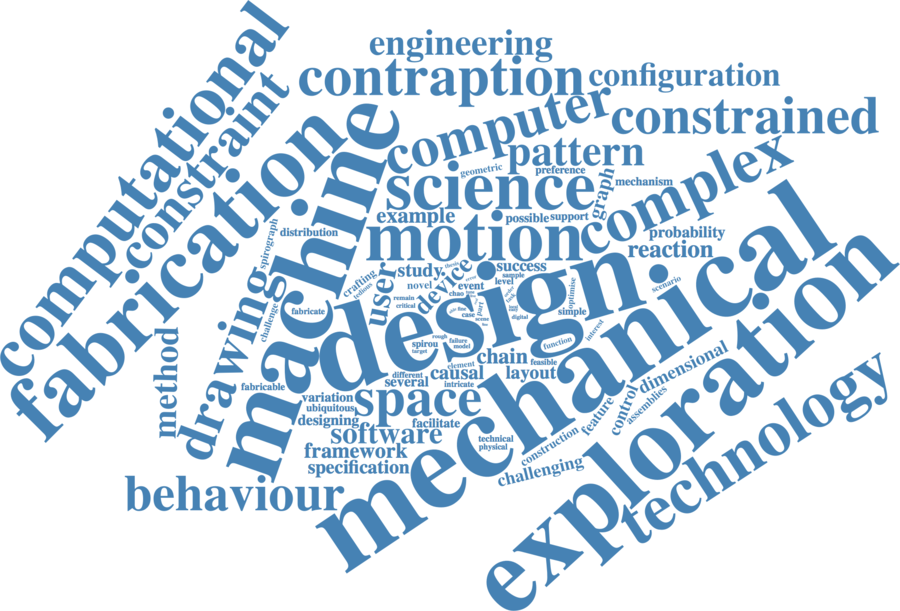 computational
engineering
contraption
configuration
constraint
computer
constrained
fabrication
machine
pattern
complex
geometric
preference
science
graph
mechanism
example
possible
support
motion
probability
reaction
spirograph
distribution
crafting
tedious
user
study
device
thesis
success
sample
level
novel
event
chao
remain
critical
scenario
mechanical
design
optimise
simple
case
digital
fabricate
challenge
drawing
method
rough
failure
model
spirou
target
function
interest
chain
feasible
element
causal
layout
different
several
intricate
exploration
dimensional
control
assemblies
feature
fabricable
variation
ubiquitous
designing
space
facilitate
software
framework
specification
technical
physical
construction
challenging
behaviour
technology